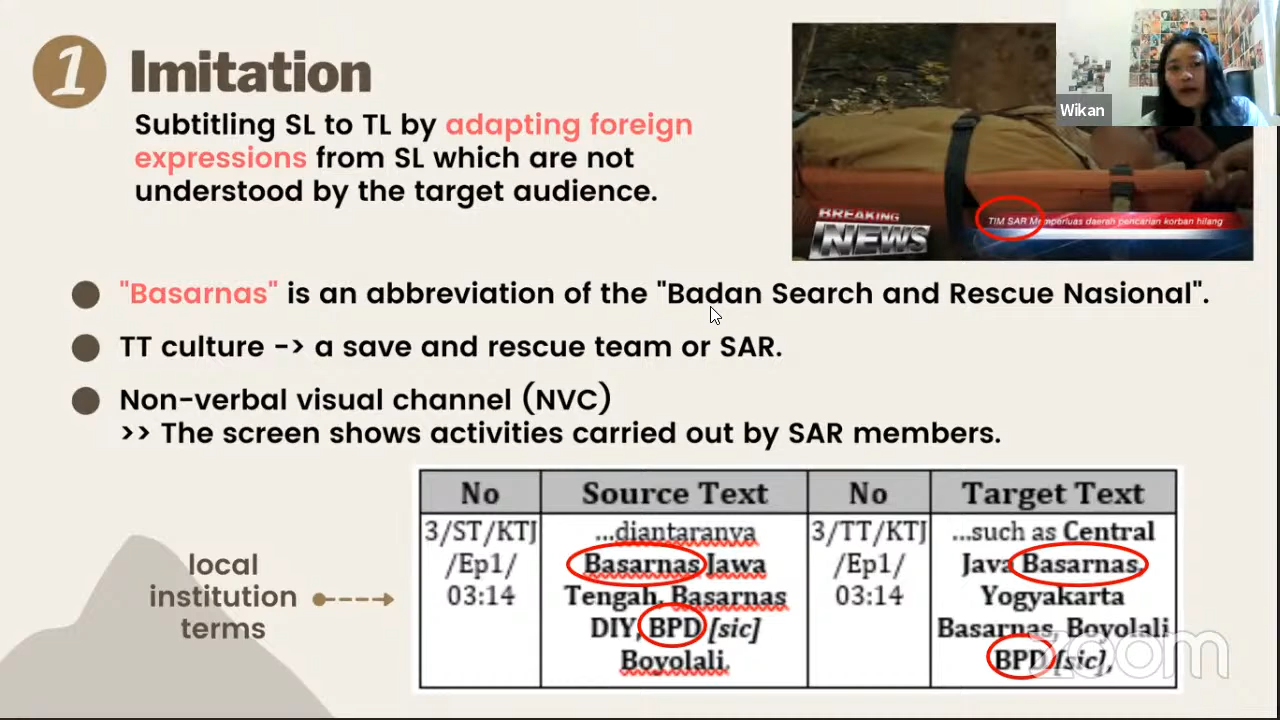 1 Imitation
Subtitling SL to TL by adapting foreign
expressions from SL which are not
understood by the target audience.
Wikan
BREAKING
NEWS
TIM SAR Memperluas daerah pencarian korban hilang
"Basarnas" is an abbreviation of the "Badan Search and Rescue Nasional".
TT culture -> a save and rescue team or SAR.
Non-verbal visual channel (NVC)
>> The screen shows activities carried out by SAR members.
local
institution
terms
No Source Text No Target Text
3/ST/KTJ
/Ep1/
03:14
...diantaranya
Basarnas Jawa
Tengah, Basarnas
DIY, BPD [sic]
Boyolali.
3/TT/KTJ
/Ep1/
03:14
...such as Central
Java Basarnas,
Yogyakarta
Basarnas, Boyolali
BPD [sic],
zoom